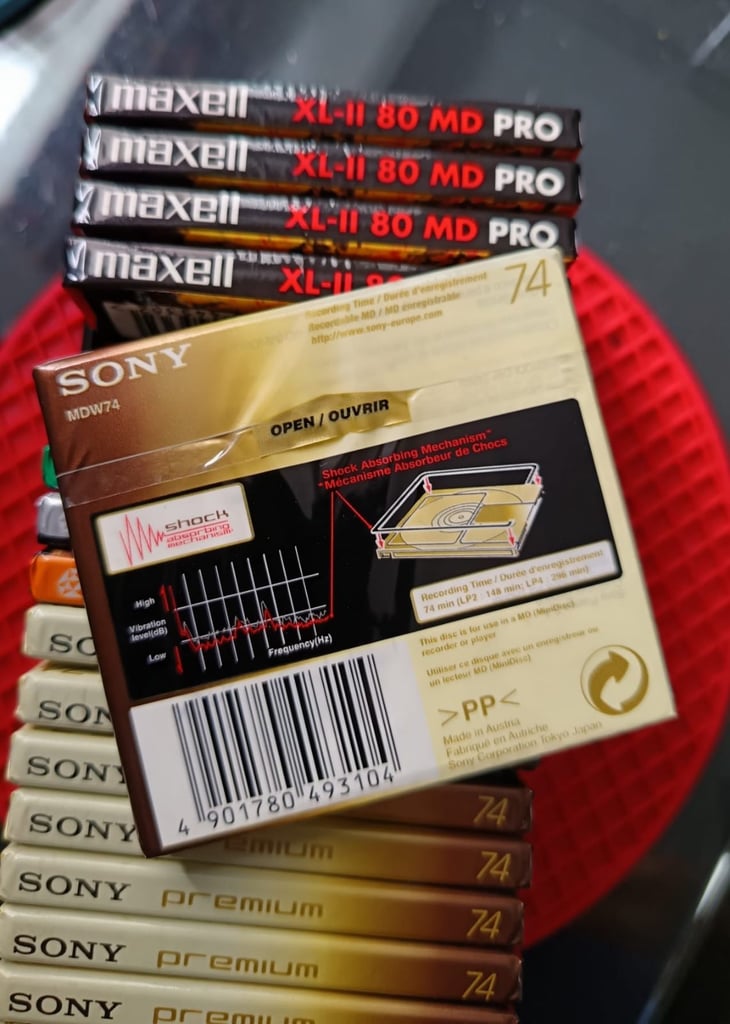 maxell XL-II 80 MD PRO
maxell XL-II 80 MD PRO
maxell XL-II 80 MD PRO
maxell XL-II
74
Recording Time / Durée d'enregistrement
Recordable MD / MD enregistrable
http://www.sony-europe.com
SONY
MDW74
OPEN / OUVRIR
Shock Absorbing Mechanism*
*Mécanisme Absorbeur de Chocs
shock
absorbing
mechanism
High
Vibration
level(dB)
Low
Frequency(Hz)
Recording Time / Durée d'enregistrement
74 min (LP2 : 148 min; LP4 : 296 min)
This disc is for use in a MD (MiniDisc)
recorder or player
Utiliser ce disque avec un enregistreur ou
un lecteur MD (MiniDisc)
>PP<
Made in Austria
Fabriqué en Autriche
Sony Corporation Tokyo Japan
4 901780 493104
SO
SON
SONY
74
SONY premium 74
SONY premium 74
SONY premium 74
SONY premium